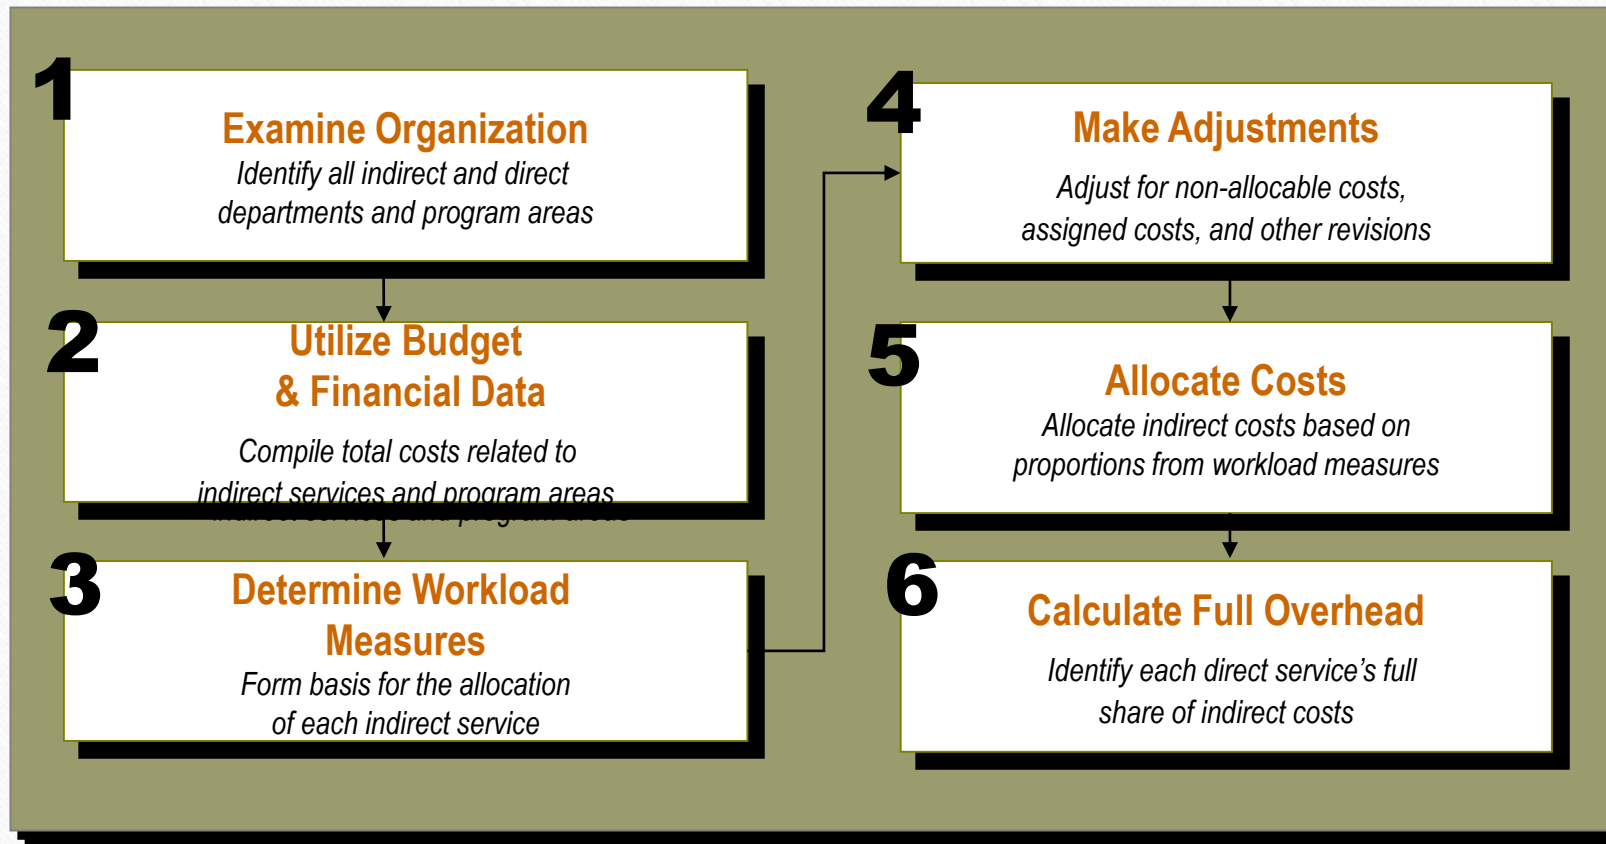 1
Examine Organization
Identify all indirect and direct
departments and program areas
2
Utilize Budget
& Financial Data
Compile total costs related to
indirect services and program areas
3
Determine Workload
Measures
Form basis for the allocation
of each indirect service
4
Make Adjustments
Adjust for non-allocable costs,
assigned costs, and other revisions
5
Allocate Costs
Allocate indirect costs based on
proportions from workload measures
6
Calculate Full Overhead
Identify each direct service’s full
share of indirect costs